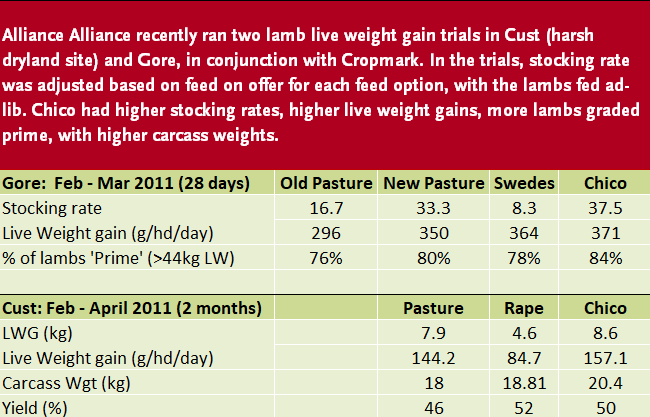 Alliance Alliance recently ran two lamb live weight gain trials in Cust (harsh
dryland site) and Gore, in conjunction with Cropmark. In the trials, stocking rate
was adjusted based on feed on offer for each feed option, with the lambs fed ad-
lib. Chico had higher stocking rates, higher live weight gains, more lambs graded
prime, with higher carcass weights.
Gore: Feb - Mar 2011 (28 days) Old Pasture New Pasture Swedes Chico
Stocking rate 16.7 33.3 8.3 37.5
Live Weight gain (g/hd/day) 296 350 364 371
% of lambs 'Prime' (>44kg LW) 76% 80% 78% 84%
Cust: Feb - April 2011 (2 months) Pasture Rape Chico
LWG (kg) 7.9 4.6 8.6
Live Weight gain (g/hd/day) 144.2 84.7 157.1
Carcass Wgt (kg) 18 18.81 20.4
Yield (%) 46 52 50